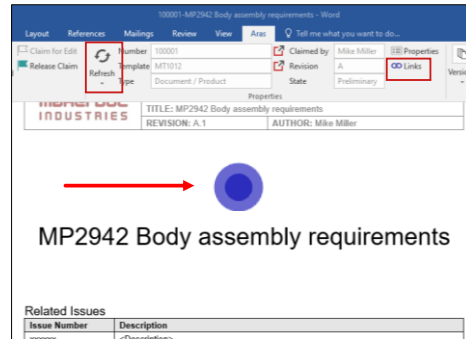 100001-MP2942 Body assembly requirements - Word
Layout References Mailings Review View Aras Tell me what you want to do...
Claim for Edit Number 100001 Claimed by Mike Miller Properties
Release Claim Refresh Template MT1012 Revision A Links
Type Document / Product State Preliminary
Properties
INDUSTRIES
TITLE: MP2942 Body assembly requirements
REVISION: A.1 AUTHOR: Mike Miller
MP2942 Body assembly requirements
Related Issues
Issue Number Description
<Description>